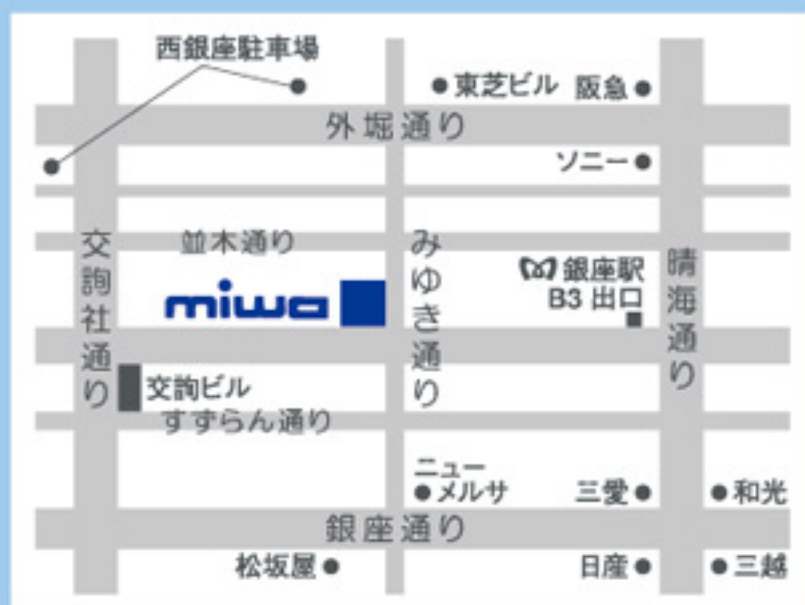 西銀座駐車場
東芝ビル
阪急
外堀通り
ソニー
並木通り
交詢社通り
みゆき通り
晴海通り
銀座駅
B3 出口
miwa
交詢ビル
すずらん通り
ニュー
メルサ
三愛
和光
銀座通り
松坂屋
日産
三越